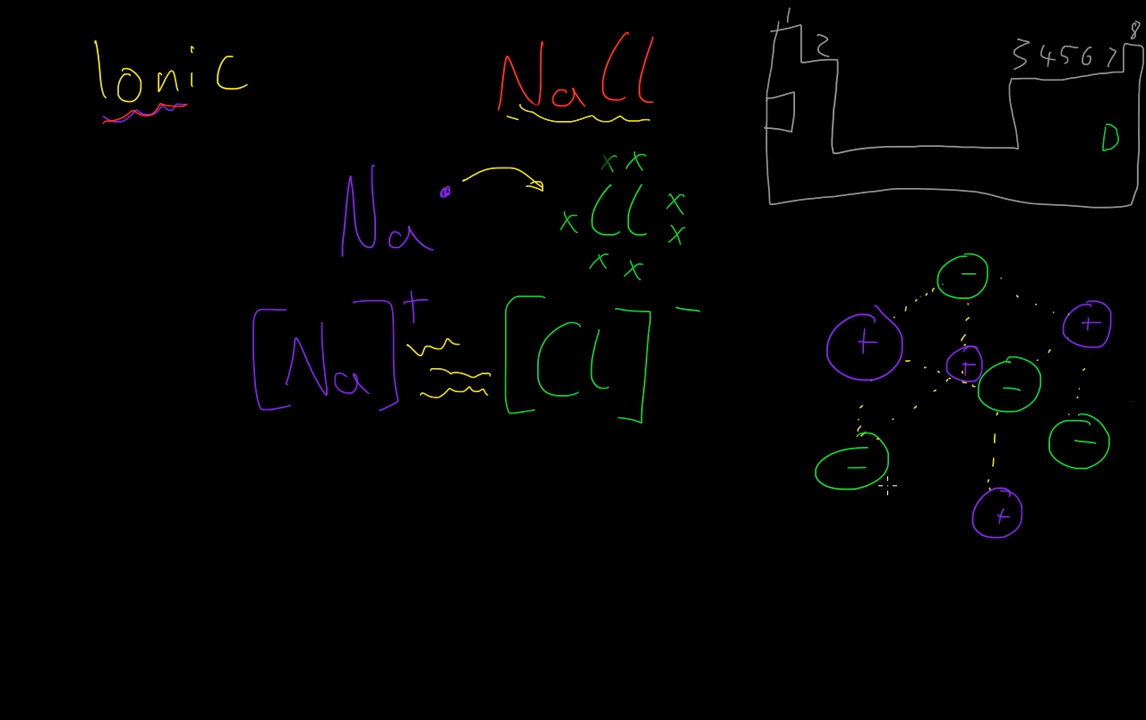 Ionic
NaCl
1
2
3 4 5 6 7
8
D
Na • x x x x x Cl x x
[Na]+ [Cl]−
−
+ +
+ −
− −
+